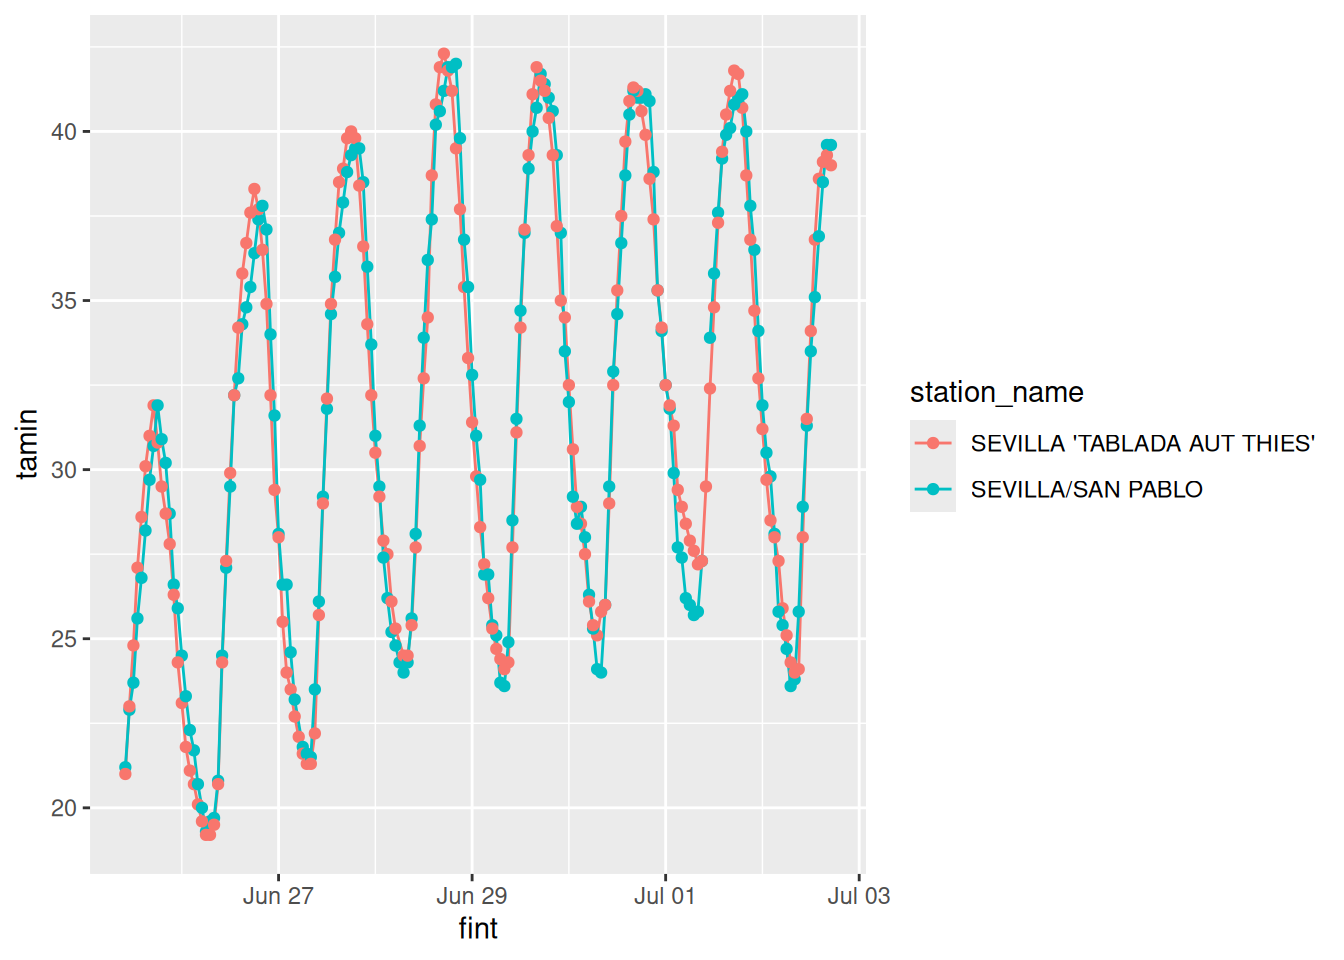 40
35
30
25
20
tamin
Jun 27
Jun 29
Jul 01
Jul 03
fint
station_name
SEVILLA 'TABLADA AUT THIES'
SEVILLA/SAN PABLO